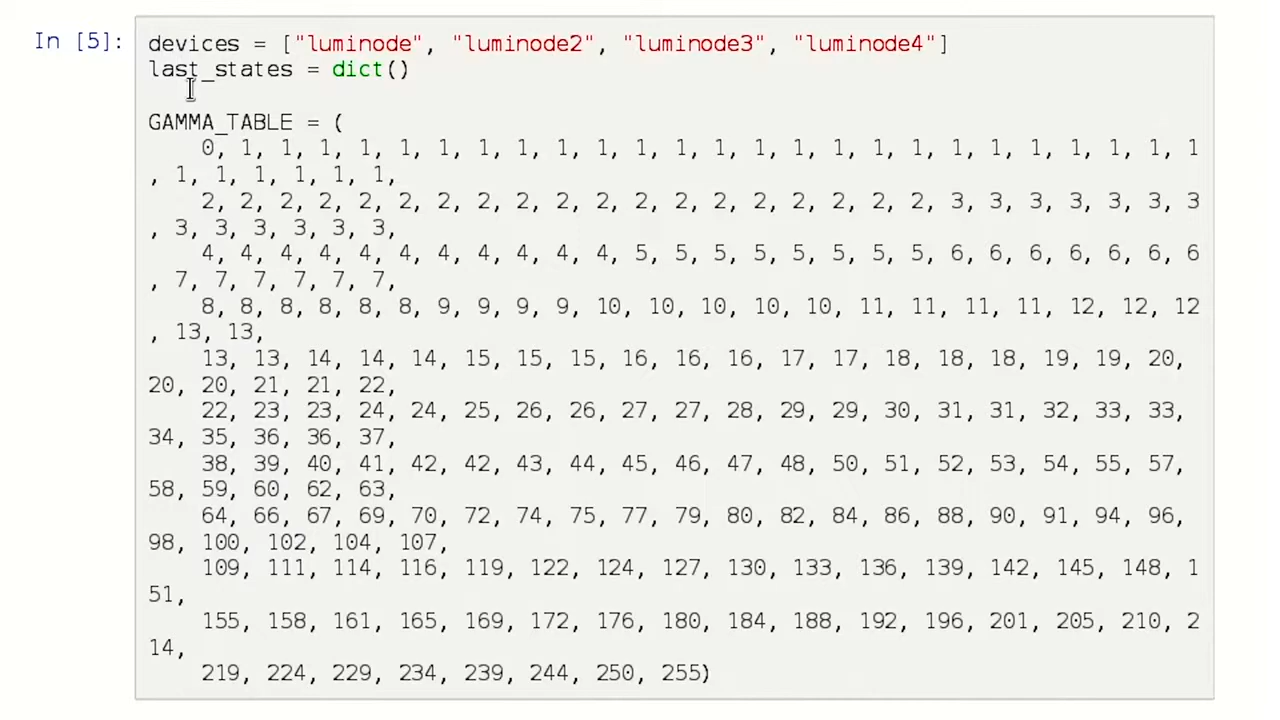 In [5]:
devices = ["luminode", "luminode2", "luminode3", "luminode4"]
last_states = dict()
GAMMA_TABLE = (
0, 1, 1, 1, 1, 1, 1, 1, 1, 1, 1, 1, 1, 1, 1, 1, 1, 1, 1, 1, 1, 1, 1, 1, 1, 1
, 1, 1, 1, 1, 1, 1,
2, 2, 2, 2, 2, 2, 2, 2, 2, 2, 2, 2, 2, 2, 2, 2, 2, 2, 2, 3, 3, 3, 3, 3, 3, 3
, 3, 3, 3, 3, 3, 3,
4, 4, 4, 4, 4, 4, 4, 4, 4, 4, 4, 5, 5, 5, 5, 5, 5, 5, 5, 6, 6, 6, 6, 6, 6, 6
, 7, 7, 7, 7, 7, 7,
8, 8, 8, 8, 8, 8, 9, 9, 9, 9, 10, 10, 10, 10, 10, 11, 11, 11, 11, 12, 12, 12
, 13, 13,
13, 13, 14, 14, 14, 15, 15, 15, 16, 16, 16, 17, 17, 18, 18, 18, 19, 19, 20,
20, 20, 21, 21, 22,
22, 23, 23, 24, 24, 25, 26, 26, 27, 27, 28, 29, 29, 30, 31, 31, 32, 33, 33,
34, 35, 36, 36, 37,
38, 39, 40, 41, 42, 42, 43, 44, 45, 46, 47, 48, 50, 51, 52, 53, 54, 55, 57,
58, 59, 60, 62, 63,
64, 66, 67, 69, 70, 72, 74, 75, 77, 79, 80, 82, 84, 86, 88, 90, 91, 94, 96,
98, 100, 102, 104, 107,
109, 111, 114, 116, 119, 122, 124, 127, 130, 133, 136, 139, 142, 145, 148, 1
51,
155, 158, 161, 165, 169, 172, 176, 180, 184, 188, 192, 196, 201, 205, 210, 2
14,
219, 224, 229, 234, 239, 244, 250, 255)